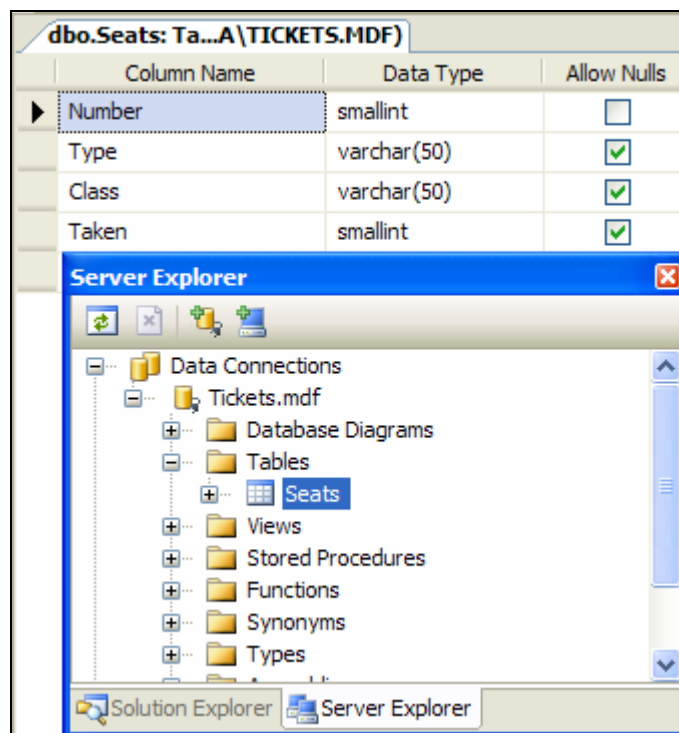 dbo.Seats: Ta...A\TICKETS.MDF)
Column Name Data Type Allow Nulls
Number smallint
Type varchar(50)
Class varchar(50)
Taken smallint
Server Explorer
Data Connections
Tickets.mdf
Database Diagrams
Tables
Seats
Views
Stored Procedures
Functions
Synonyms
Types
Solution Explorer Server Explorer